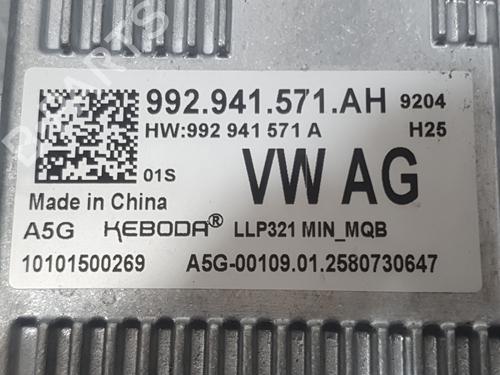 992.941.571.AH 9204
HW:992 941 571 A H25
01S VW AG
Made in China
A5G KEBODA® LLP321 MIN_MQB
10101500269 A5G-00109.01.2580730647